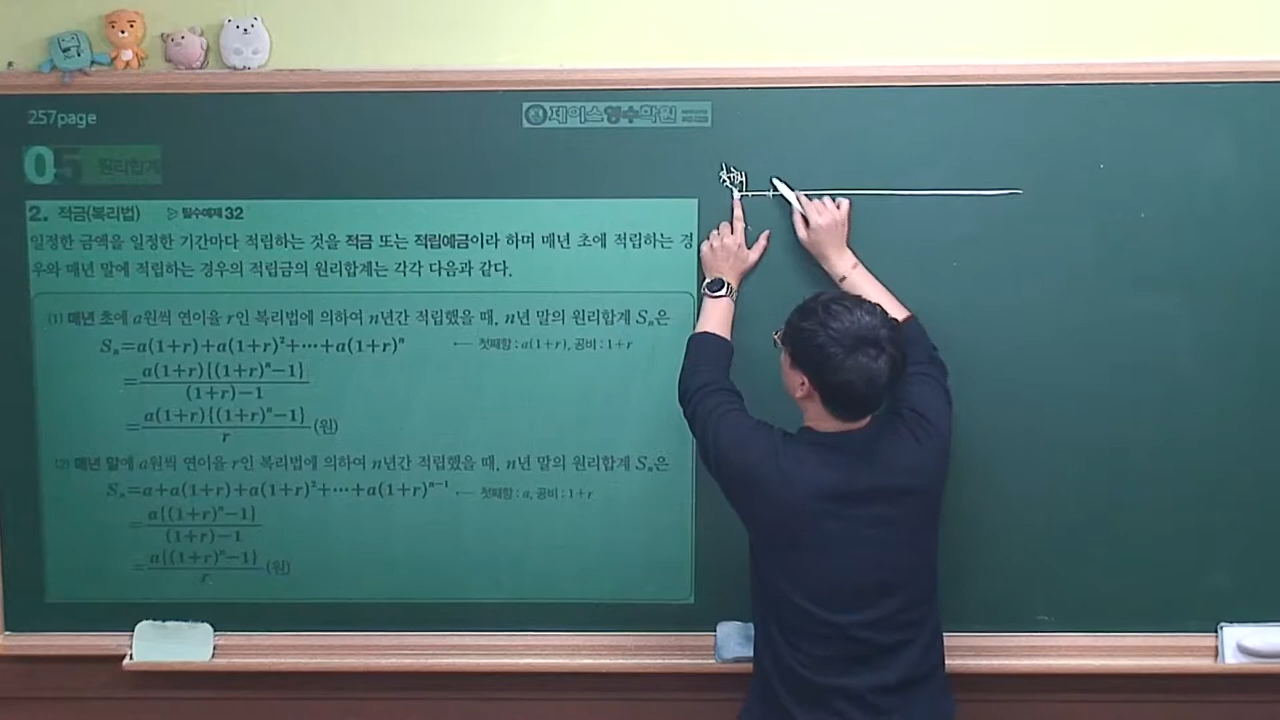 257page
제이스영수학원
05 원리합계
2. 적금(복리법) ▷ 필수예제 32
일정한 금액을 일정한 기간마다 적립하는 것을 적금 또는 적립예금이라 하며 매년 초에 적립하는 경
우와 매년 말에 적립하는 경우의 적립금의 원리합계는 각각 다음과 같다.
(1) 매년 초에 a원씩 연이율 r인 복리법에 의하여 n년간 적립했을 때, n년 말의 원리합계 Sₙ은
Sₙ=a(1+r)+a(1+r)²+⋯+a(1+r)ⁿ ← 첫째항 : a(1+r), 공비 : 1+r
=a(1+r){(1+r)ⁿ-1}/(1+r)-1
=a(1+r){(1+r)ⁿ-1}/r (원)
(2) 매년 말에 a원씩 연이율 r인 복리법에 의하여 n년간 적립했을 때, n년 말의 원리합계 Sₙ은
Sₙ=a+a(1+r)+a(1+r)²+⋯+a(1+r)ⁿ⁻¹ ← 첫째항 : a, 공비 : 1+r
=a{(1+r)ⁿ-1}/(1+r)-1
=a{(1+r)ⁿ-1}/r (원)